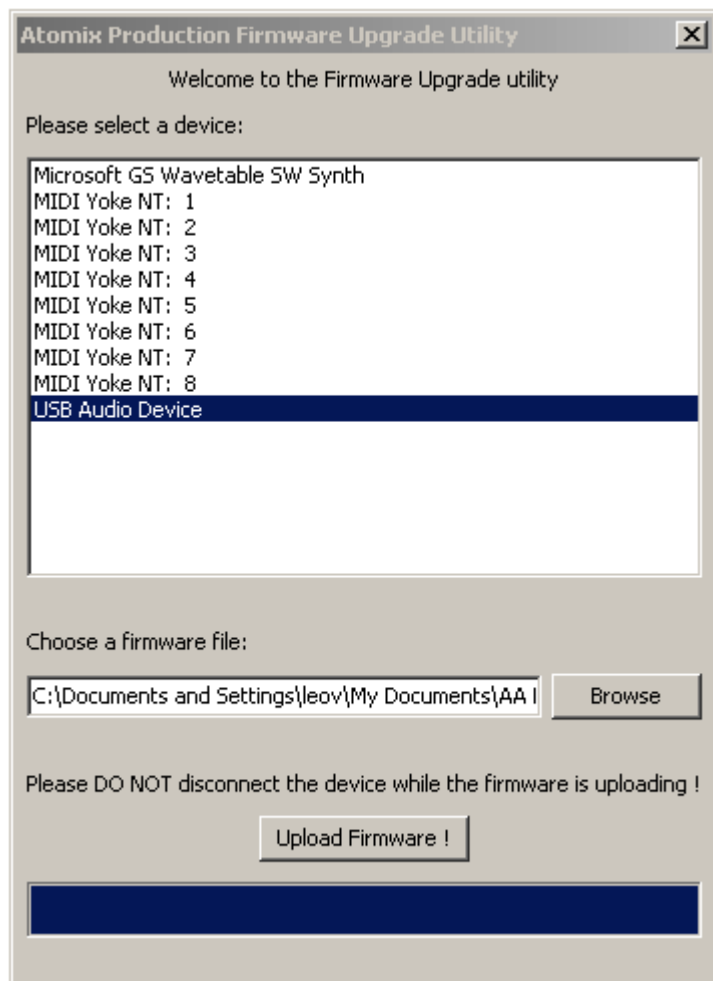 Atomix Production Firmware Upgrade Utility
Welcome to the Firmware Upgrade utility
Please select a device:
Microsoft GS Wavetable SW Synth
MIDI Yoke NT:  1
MIDI Yoke NT:  2
MIDI Yoke NT:  3
MIDI Yoke NT:  4
MIDI Yoke NT:  5
MIDI Yoke NT:  6
MIDI Yoke NT:  7
MIDI Yoke NT:  8
USB Audio Device
Choose a firmware file:
C:\Documents and Settings\leov\My Documents\AA
Browse
Please DO NOT disconnect the device while the firmware is uploading !
Upload Firmware !